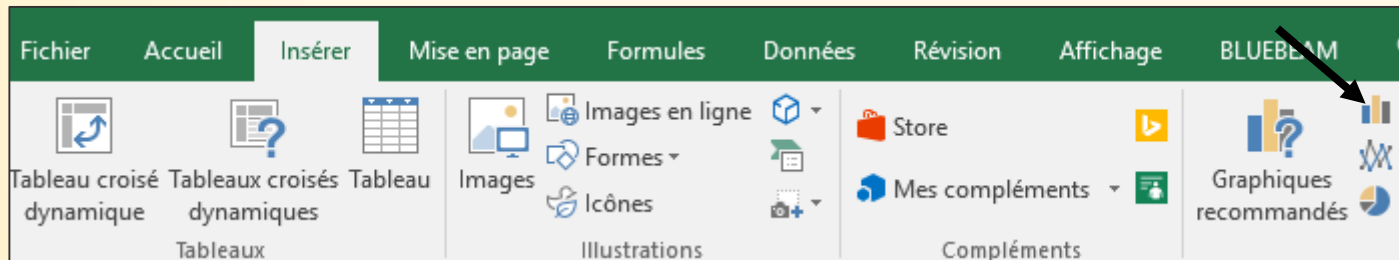 Fichier Accueil Insérer Mise en page Formules Données Révision Affichage BLUEBEAM
Tableau croisé dynamique
Tableaux croisés dynamiques
Tableau
Images
Images en ligne
Formes
Icônes
Store
Mes compléments
Graphiques recommandés
Tableaux
Illustrations
Compléments